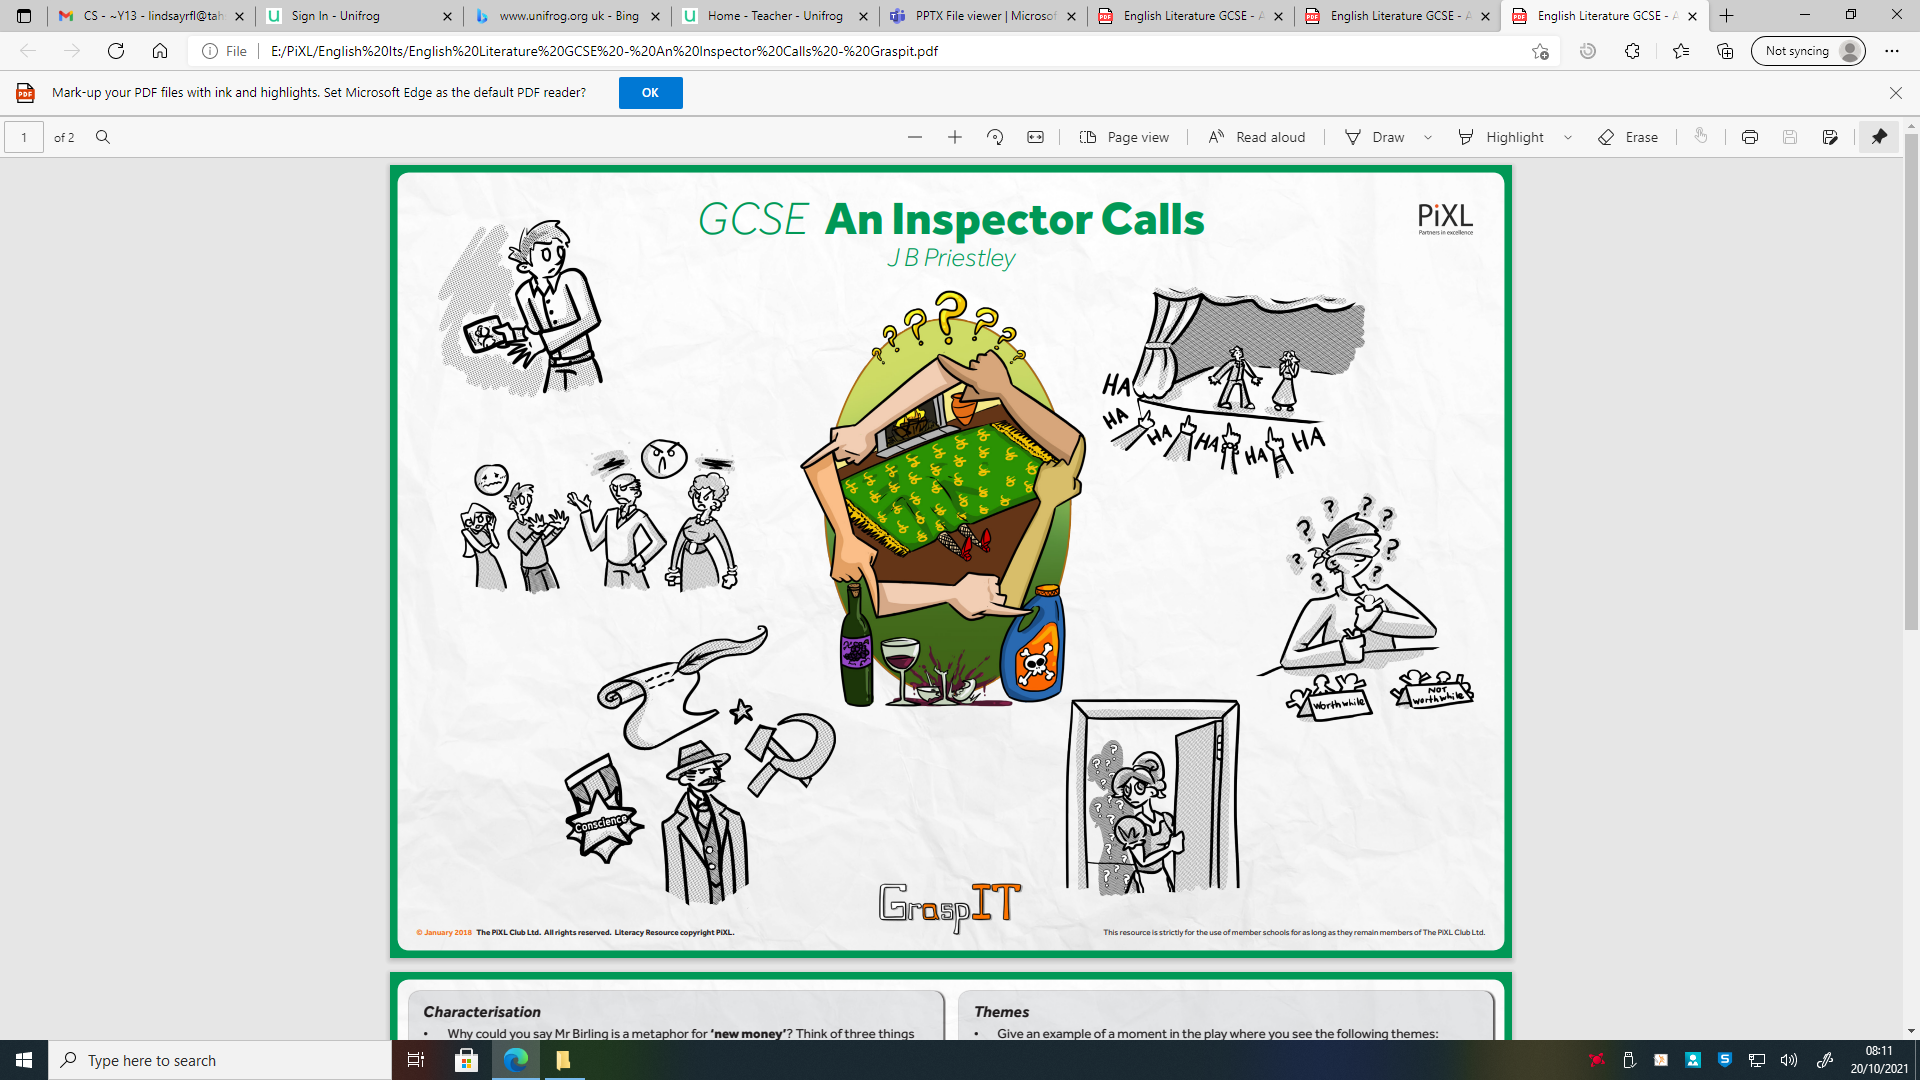 CS - ~Y13 - lindsayrfl@tah
Sign In - Unifrog
www.unifrog.org uk - Bing
Home - Teacher - Unifrog
PPTX File viewer | Microsof
English Literature GCSE - A
English Literature GCSE - A
English Literature GCSE - A
File
E:/PiXL/English%20Its/English%20Literature%20GCSE%20-%20An%20Inspector%20Calls%20-%20Graspit.pdf
Not syncing
Mark-up your PDF files with ink and highlights. Set Microsoft Edge as the default PDF reader?
OK
1 of 2
Page view
Read aloud
Draw
Highlight
Erase
GCSE An Inspector Calls
J B Priestley
PiXL
Partners in excellence
HA
HA
HA
HA
HA
HA
? ? ? ? ? ? ?
? ? ? ? ? ? ?
Worthwhile
NOT
Worthwhile
Conscience
GraspIT
© January 2018 The PiXL Club Ltd. All rights reserved. Literacy Resource copyright PiXL.
This resource is strictly for the use of member schools for as long as they remain members of The PiXL Club Ltd.
Characterisation
• Why could you say Mr Birling is a metaphor for ‘new money’? Think of three things
Themes
• Give an example of a moment in the play where you see the following themes:
Type here to search
08:11
20/10/2021